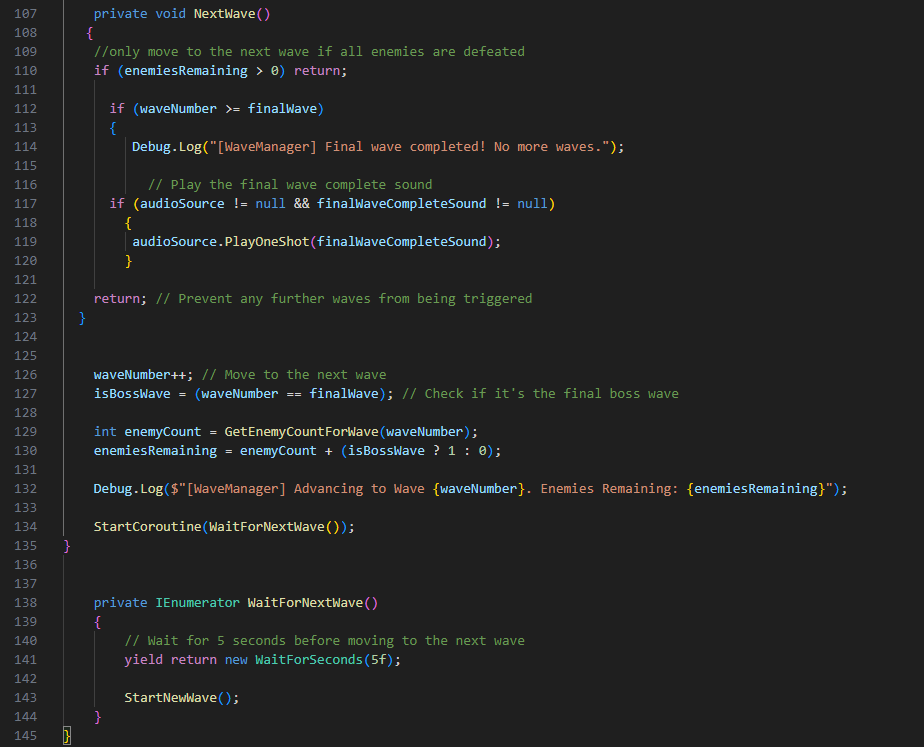 107 private void NextWave()
108 {
109 //only move to the next wave if all enemies are defeated
110 if (enemiesRemaining > 0) return;
111
112 if (waveNumber >= finalWave)
113 {
114 Debug.Log("[WaveManager] Final wave completed! No more waves.");
115
116 // Play the final wave complete sound
117 if (audioSource != null && finalWaveCompleteSound != null)
118 {
119 audioSource.PlayOneShot(finalWaveCompleteSound);
120 }
121
122 return; // Prevent any further waves from being triggered
123 }
124
125
126 waveNumber++; // Move to the next wave
127 isBossWave = (waveNumber == finalWave); // Check if it's the final boss wave
128
129 int enemyCount = GetEnemyCountForWave(waveNumber);
130 enemiesRemaining = enemyCount + (isBossWave ? 1 : 0);
131
132 Debug.Log($"[WaveManager] Advancing to Wave {waveNumber}. Enemies Remaining: {enemiesRemaining}");
133
134 StartCoroutine(WaitForNextWave());
135 }
136
137
138 private IEnumerator WaitForNextWave()
139 {
140 // Wait for 5 seconds before moving to the next wave
141 yield return new WaitForSeconds(5f);
142
143 StartNewWave();
144 }
145 }